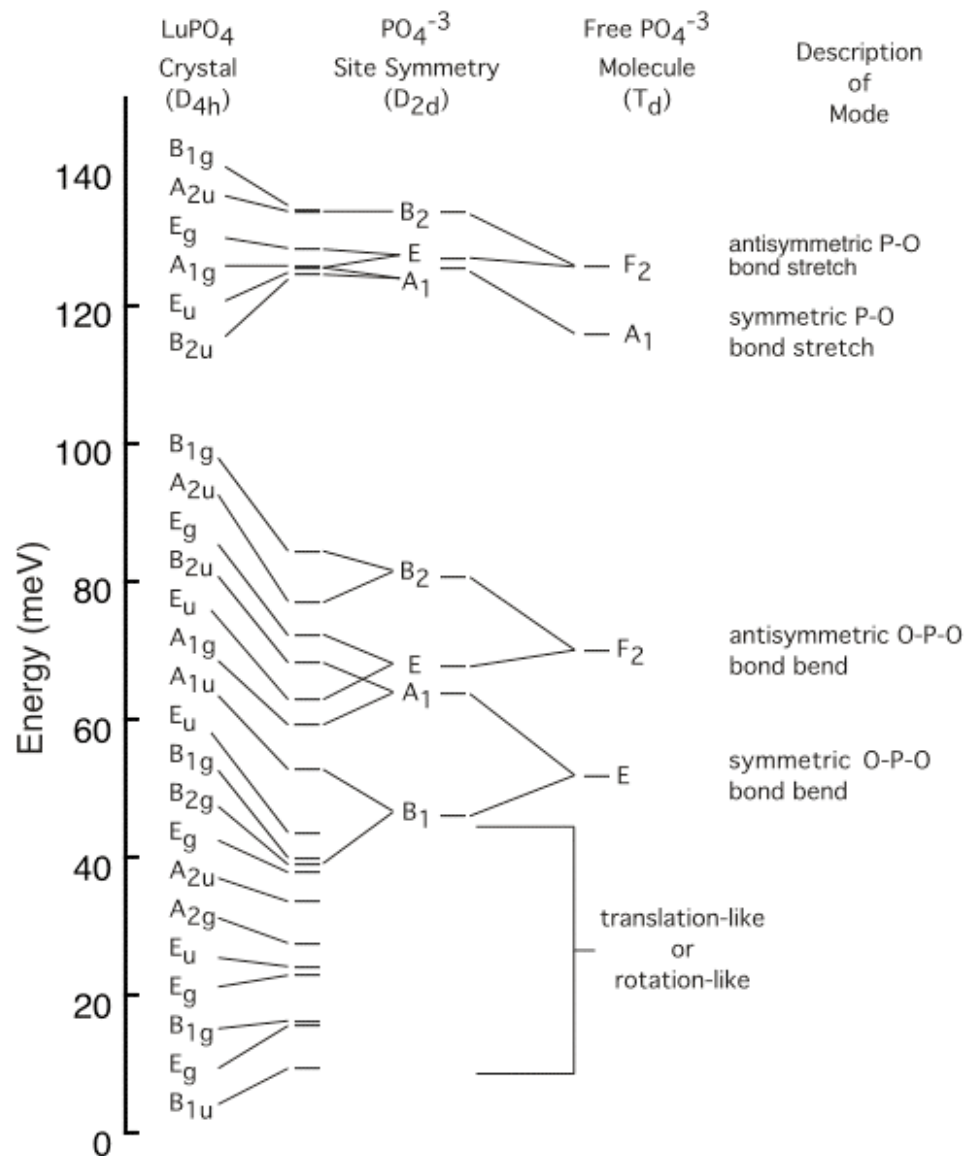 LuPO₄
Crystal
(D₄ₕ)
PO₄⁻³
Site Symmetry
(D₂d)
Free PO₄⁻³
Molecule
(Td)
Description
of
Mode
Energy (meV)
140
120
100
80
60
40
20
0
B₁g
A₂u
Eg
A₁g
Eu
B₂u
B₁g
A₂u
Eg
B₂u
Eu
A₁g
A₁u
Eu
B₁g
B₂g
Eg
A₂u
A₂g
Eu
Eg
B₁g
Eg
B₁u
B₂
E
A₁
B₂
E
A₁
B₁
F₂
A₁
F₂
E
antisymmetric P-O
bond stretch
symmetric P-O
bond stretch
antisymmetric O-P-O
bond bend
symmetric O-P-O
bond bend
translation-like
or
rotation-like